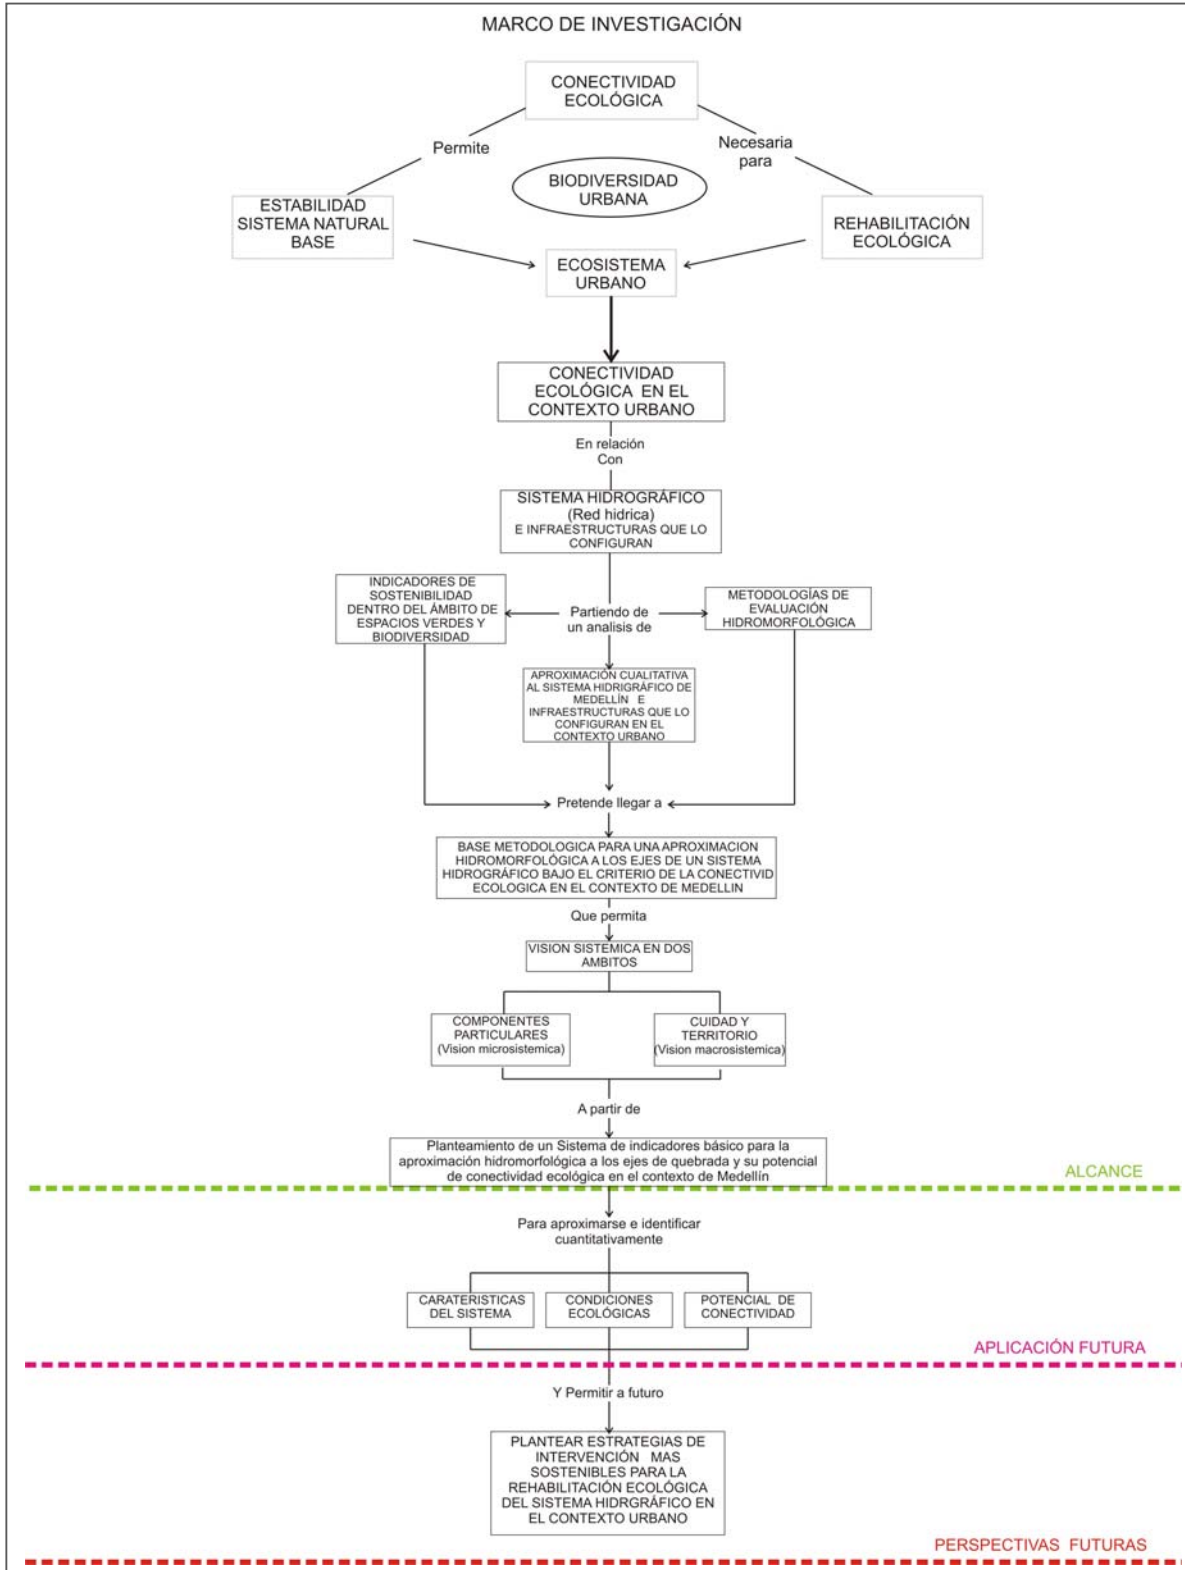 MARCO DE INVESTIGACIÓN
CONECTIVIDAD
ECOLÓGICA
Permite
Necesaria
para
BIODIVERSIDAD
URBANA
ESTABILIDAD
SISTEMA NATURAL
BASE
REHABILITACIÓN
ECOLÓGICA
ECOSISTEMA
URBANO
CONECTIVIDAD
ECOLÓGICA EN EL
CONTEXTO URBANO
En relación
Con
SISTEMA HIDROGRÁFICO
(Red hidrica)
E INFRAESTRUCTURAS QUE LO
CONFIGURAN
INDICADORES DE
SOSTENIBILIDAD
DENTRO DEL ÁMBITO DE
ESPACIOS VERDES Y
BIODIVERSIDAD
Partiendo de
un analisis de
METODOLOGÍAS DE
EVALUACIÓN
HIDROMORFOLÓGICA
APROXIMACIÓN CUALITATIVA
AL SISTEMA HIDRIGRÁFICO DE
MEDELLÍN E
INFRAESTRUCTURAS QUE LO
CONFIGURAN EN EL
CONTEXTO URBANO
Pretende llegar a
BASE METODOLOGICA PARA UNA APROXIMACION
HIDROMORFOLÓGICA A LOS EJES DE UN SISTEMA
HIDROGRÁFICO BAJO EL CRITERIO DE LA CONECTIVID
ECOLOGICA EN EL CONTEXTO DE MEDELLIN
Que permita
VISION SISTEMICA EN DOS
AMBITOS
COMPONENTES
PARTICULARES
(Vision microsistemica)
CUIDAD Y
TERRITORIO
(Vision macrosistemica)
A partir de
Planteamiento de un Sistema de indicadores básico para la
aproximación hidromorfológica a los ejes de quebrada y su potencial
de conectividad ecológica en el contexto de Medellín
ALCANCE
Para aproximarse e identificar
cuantitativamente
CARATERISTICAS
DEL SISTEMA
CONDICIONES
ECOLÓGICAS
POTENCIAL DE
CONECTIVIDAD
APLICACIÓN FUTURA
Y Permitir a futuro
PLANTEAR ESTRATEGIAS DE
INTERVENCIÓN MAS
SOSTENIBLES PARA LA
REHABILITACIÓN ECOLÓGICA
DEL SISTEMA HIDRGRÁFICO EN
EL CONTEXTO URBANO
PERSPECTIVAS FUTURAS